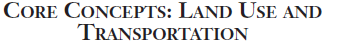 CORE CONCEPTS: LAND USE AND
TRANSPORTATION